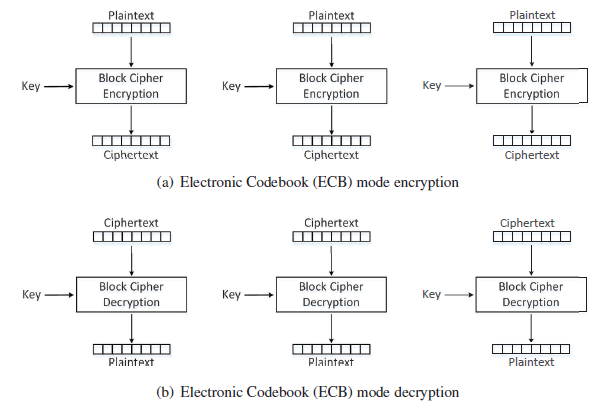 Plaintext Plaintext Plaintext
Key Block Cipher Encryption Key Block Cipher Encryption Key Block Cipher Encryption
Ciphertext Ciphertext Ciphertext
(a) Electronic Codebook (ECB) mode encryption
Ciphertext Ciphertext Ciphertext
Key Block Cipher Decryption Key Block Cipher Decryption Key Block Cipher Decryption
Plaintext Plaintext Plaintext
(b) Electronic Codebook (ECB) mode decryption